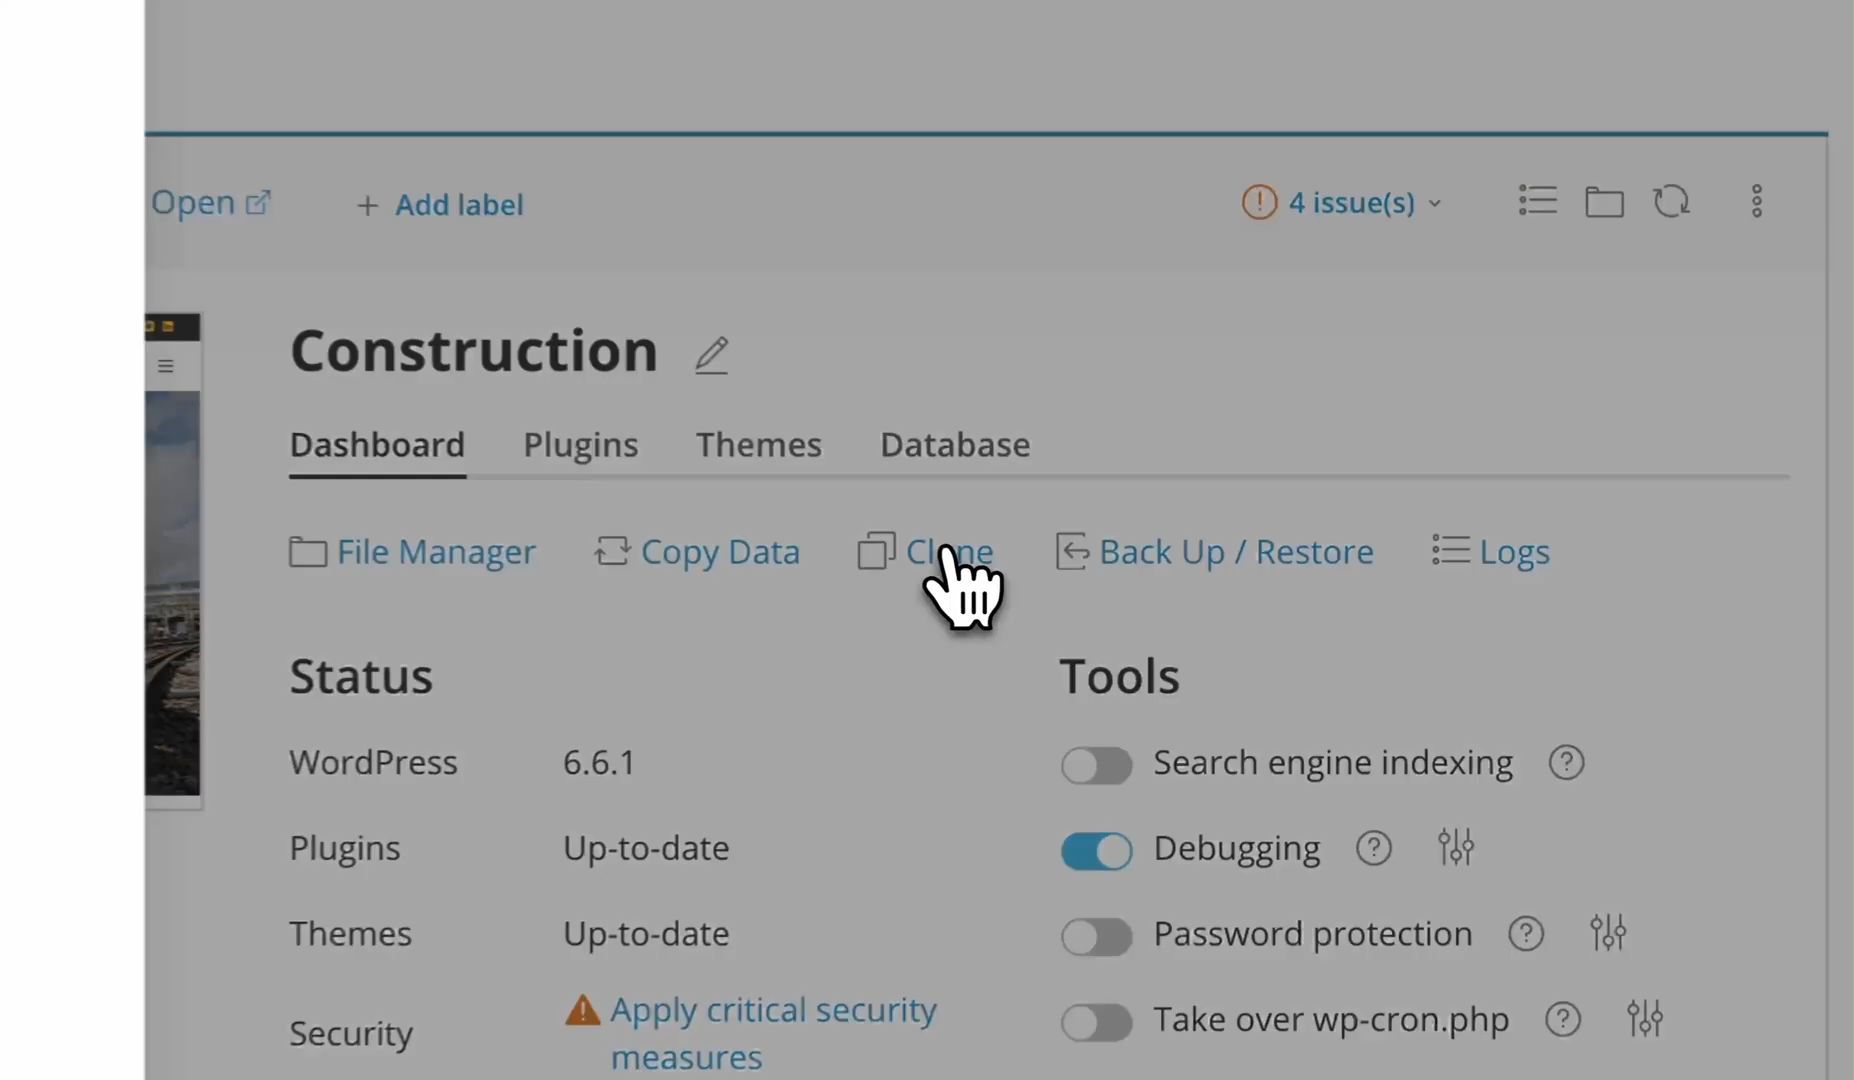 Open + Add label 4 issue(s)
Construction
Dashboard Plugins Themes Database
File Manager Copy Data Clone Back Up / Restore Logs
Status Tools
WordPress 6.6.1 Search engine indexing
Plugins Up-to-date Debugging
Themes Up-to-date Password protection
Security Apply critical security measures Take over wp-cron.php